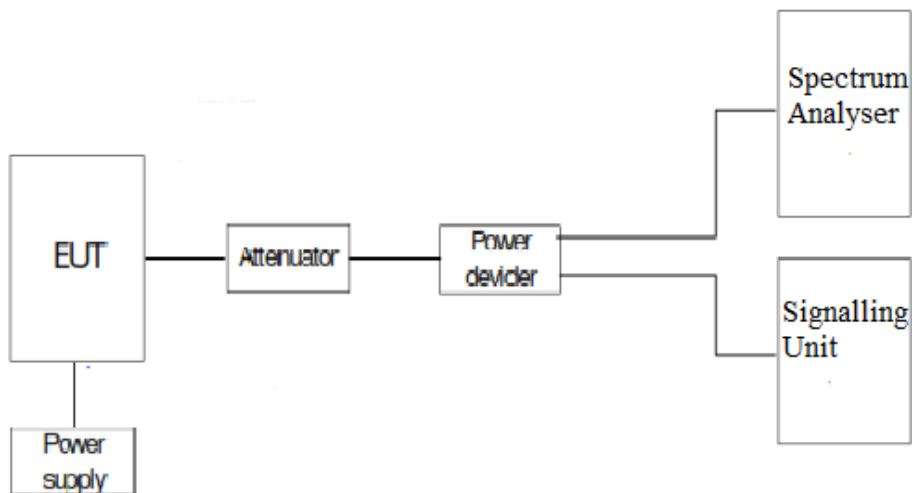 Spectrum
Analyser
EUT
Attenuator
Power
devider
Signalling
Unit
Power
supply